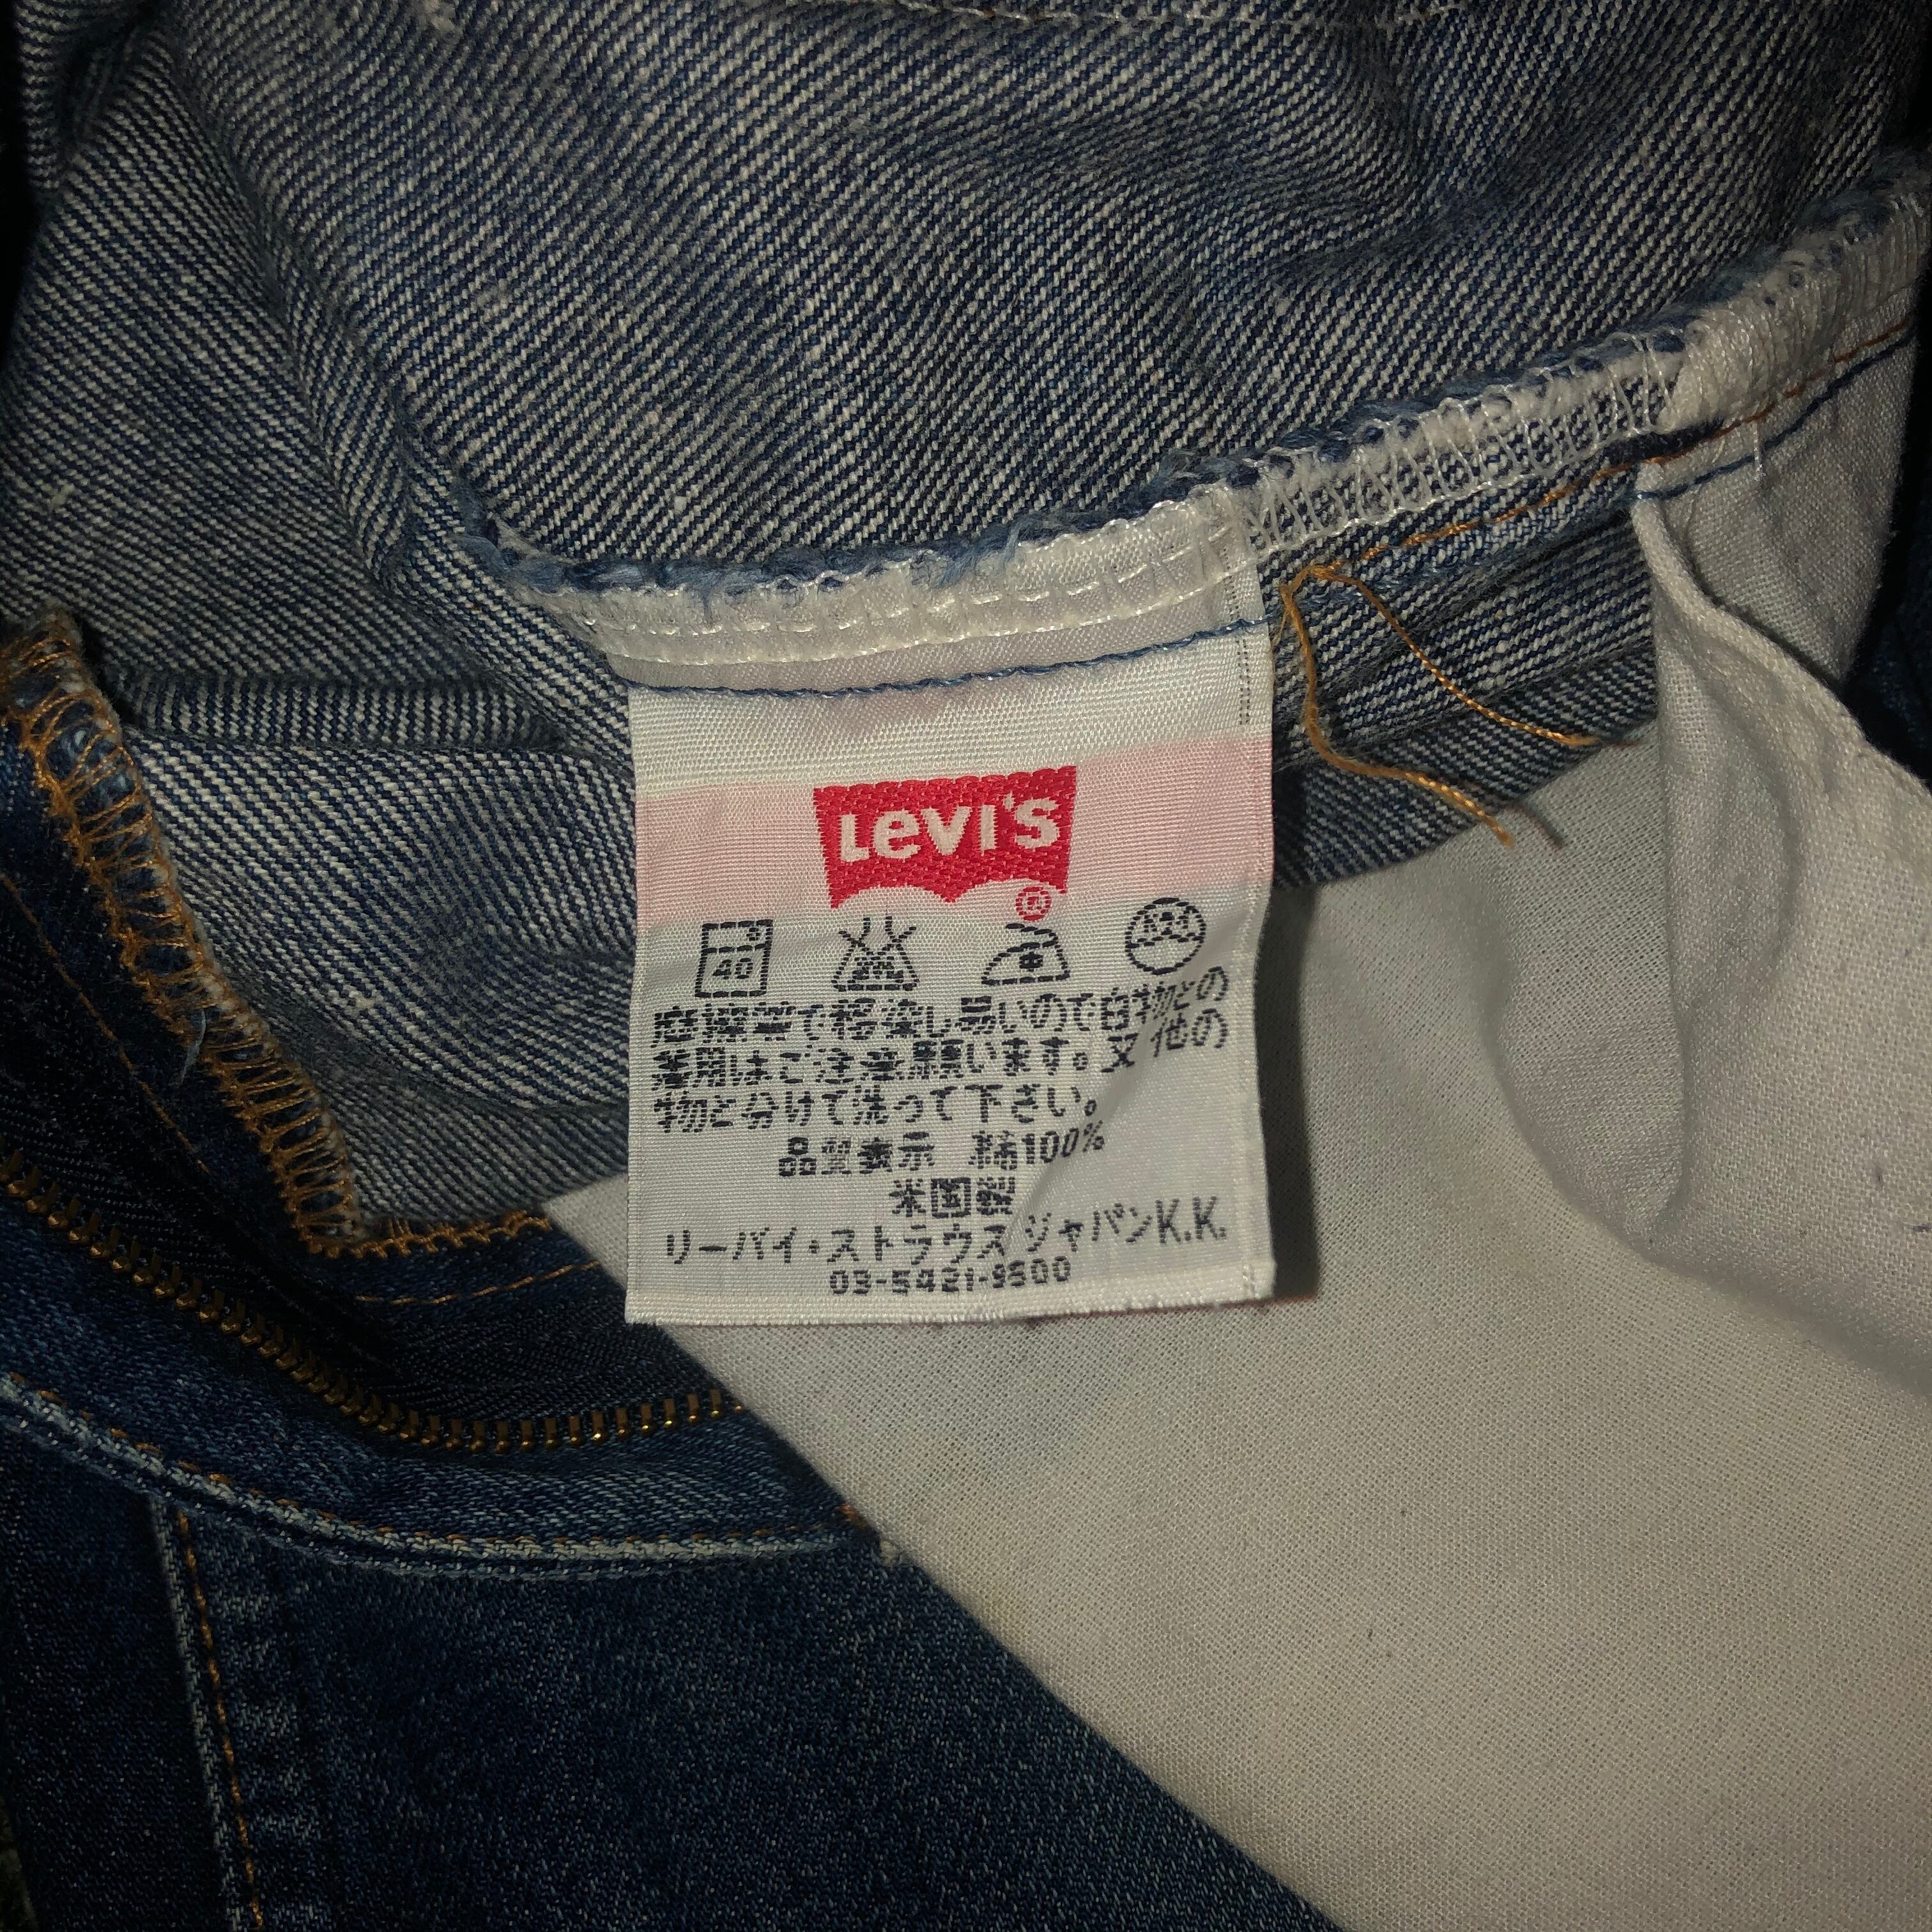 LEVI'S
®
40
摩擦等で移染し易いので白物との
着用はご注意願います。又他の
物と分けて洗って下さい。
品質表示 綿100%
米国製
リーバイ・ストラウス ジャパンK.K.
03-5421-9500